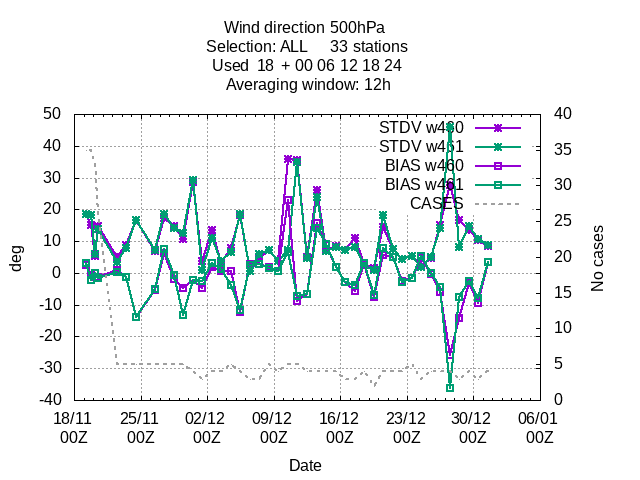 Wind direction 500hPa
Selection: ALL 33 stations
Used 18 + 00 06 12 18 24
Averaging window: 12h
50 40
40 35
30 30
20 25
10 20
0 15
-10 10
-20 5
-30 0
-40
deg
No cases
STDV w460
STDV w461
BIAS w460
BIAS w461
CASES
18/11 25/11 02/12 09/12 16/12 23/12 30/12 06/01
00Z 00Z 00Z 00Z 00Z 00Z 00Z 00Z
Date